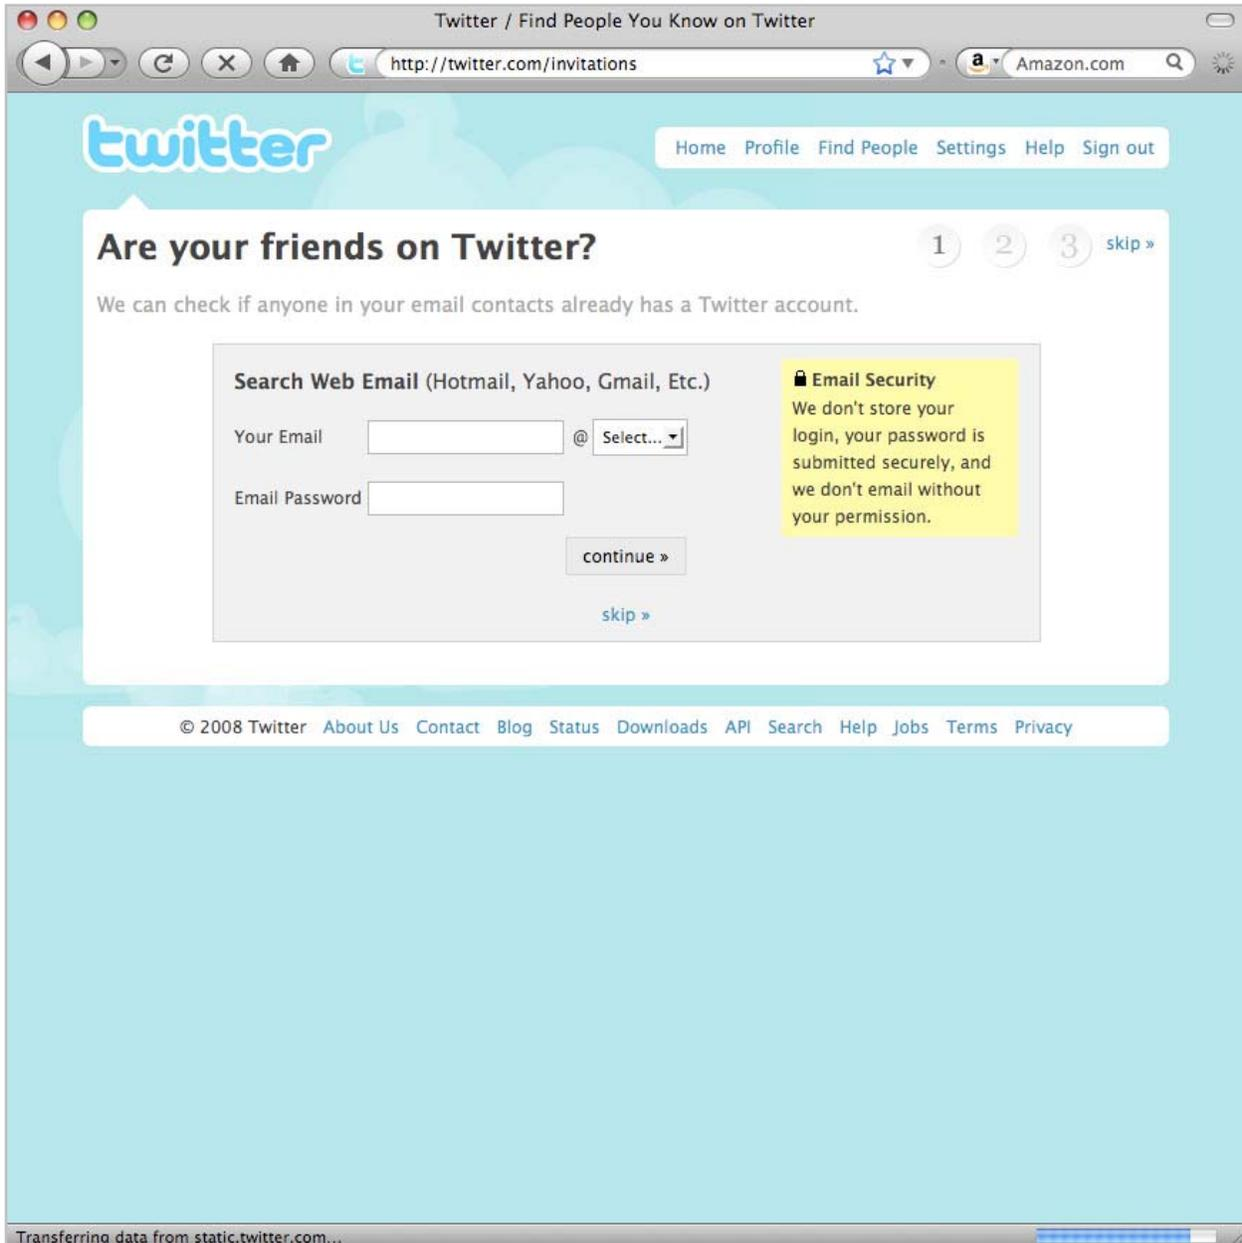 Twitter / Find People You Know on Twitter
http://twitter.com/invitations
a Amazon.com
twitter
Home Profile Find People Settings Help Sign out
Are your friends on Twitter?
1 2 3 skip »
We can check if anyone in your email contacts already has a Twitter account.
Search Web Email (Hotmail, Yahoo, Gmail, Etc.)
Your Email @ Select...
Email Password
continue »
skip »
Email Security
We don't store your
login, your password is
submitted securely, and
we don't email without
your permission.
© 2008 Twitter About Us Contact Blog Status Downloads API Search Help Jobs Terms Privacy
Transferring data from static.twitter.com...